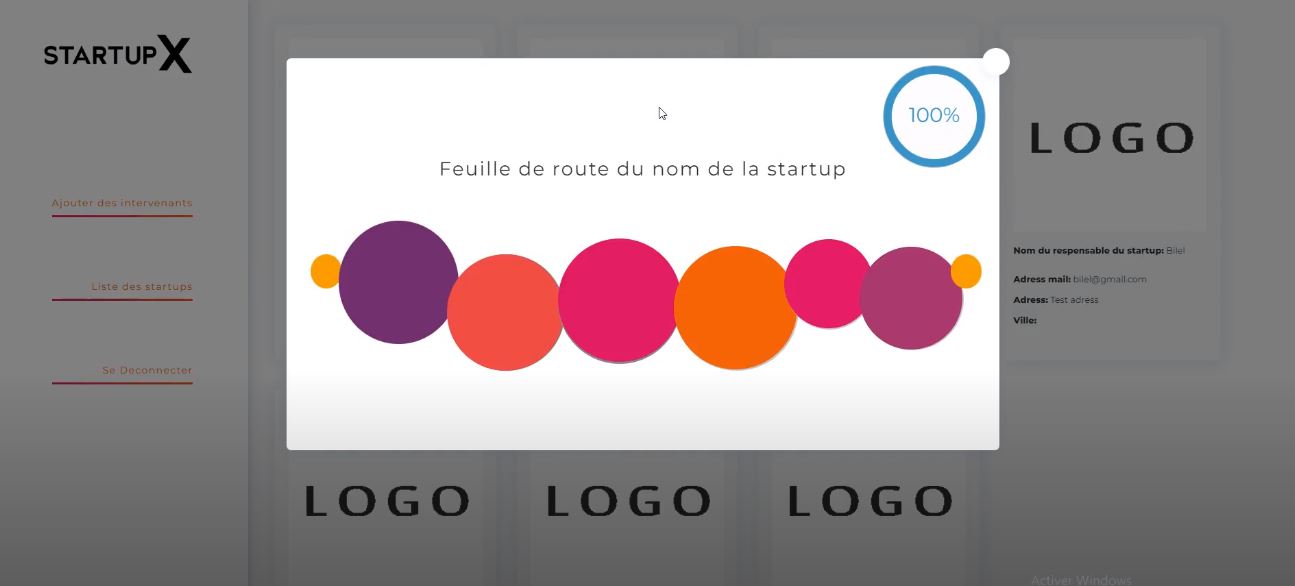 STARTUPX
Ajouter des intervenants
Liste des startups
Se Deconnecter
100%
Feuille de route du nom de la startup
LOGO
Nom du responsable du startup: Bilel
Adress mail: bilel@gmail.com
Adress: Test adress
Ville:
LOGO
LOGO
LOGO
Activer Windows